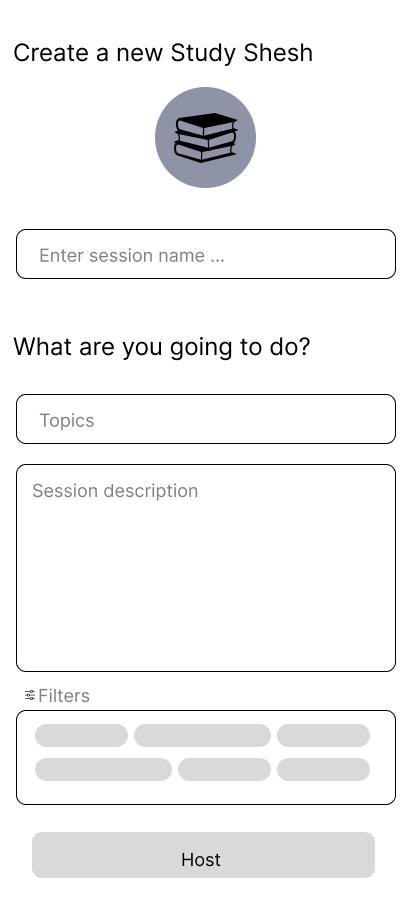 Create a new Study Shesh
Enter session name ...
What are you going to do?
Topics
Session description
Filters
Host